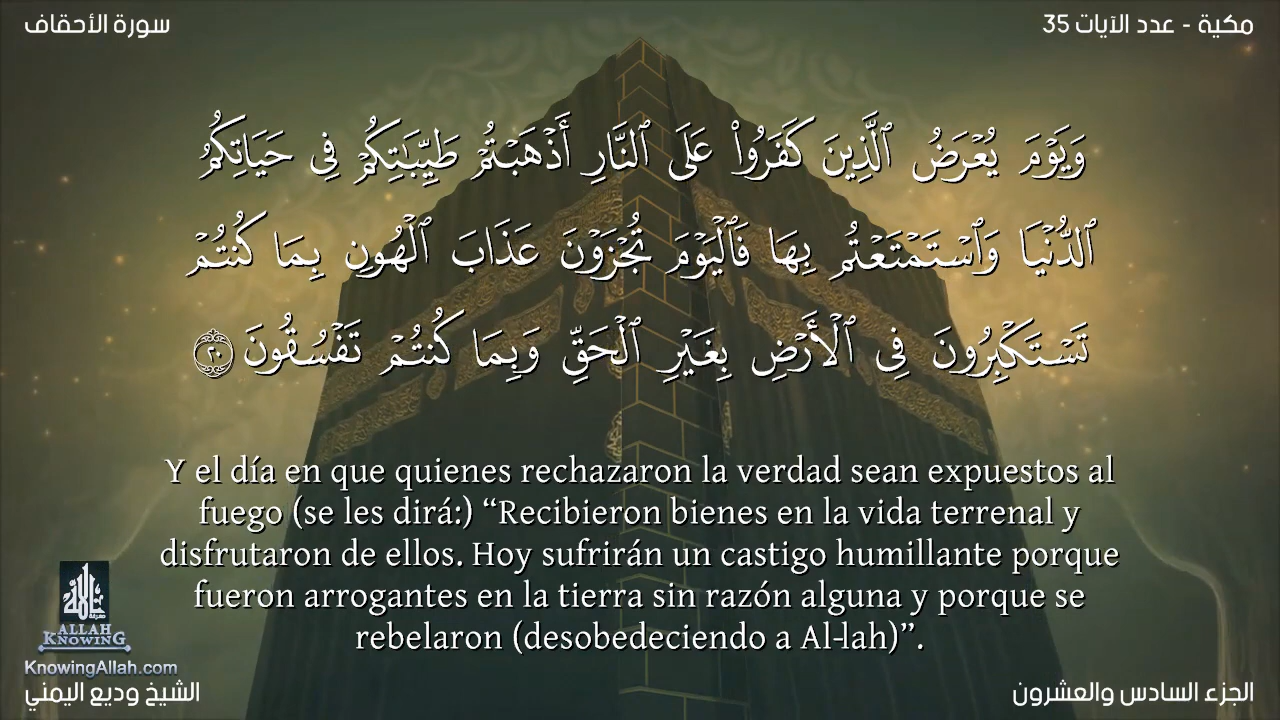 سورة الأحقاف
مكية - عدد الآيات 35
وَيَوْمَ يُعْرَضُ ٱلَّذِينَ كَفَرُوا۟ عَلَى ٱلنَّارِ أَذْهَبْتُمْ طَيِّبَٰتِكُمْ فِى حَيَاتِكُمُ
ٱلدُّنْيَا وَٱسْتَمْتَعْتُم بِهَا فَٱلْيَوْمَ تُجْزَوْنَ عَذَابَ ٱلْهُونِ بِمَا كُنتُمْ
تَسْتَكْبِرُونَ فِى ٱلْأَرْضِ بِغَيْرِ ٱلْحَقِّ وَبِمَا كُنتُمْ تَفْسُقُونَ ٢٠
Y el día en que quienes rechazaron la verdad sean expuestos al
fuego (se les dirá:) “Recibieron bienes en la vida terrenal y
disfrutaron de ellos. Hoy sufrirán un castigo humillante porque
fueron arrogantes en la tierra sin razón alguna y porque se
rebelaron (desobedeciendo a Al-lah)”.
ALLAH
KNOWING
KnowingAllah.com
الشيخ وديع اليمني
الجزء السادس والعشرون